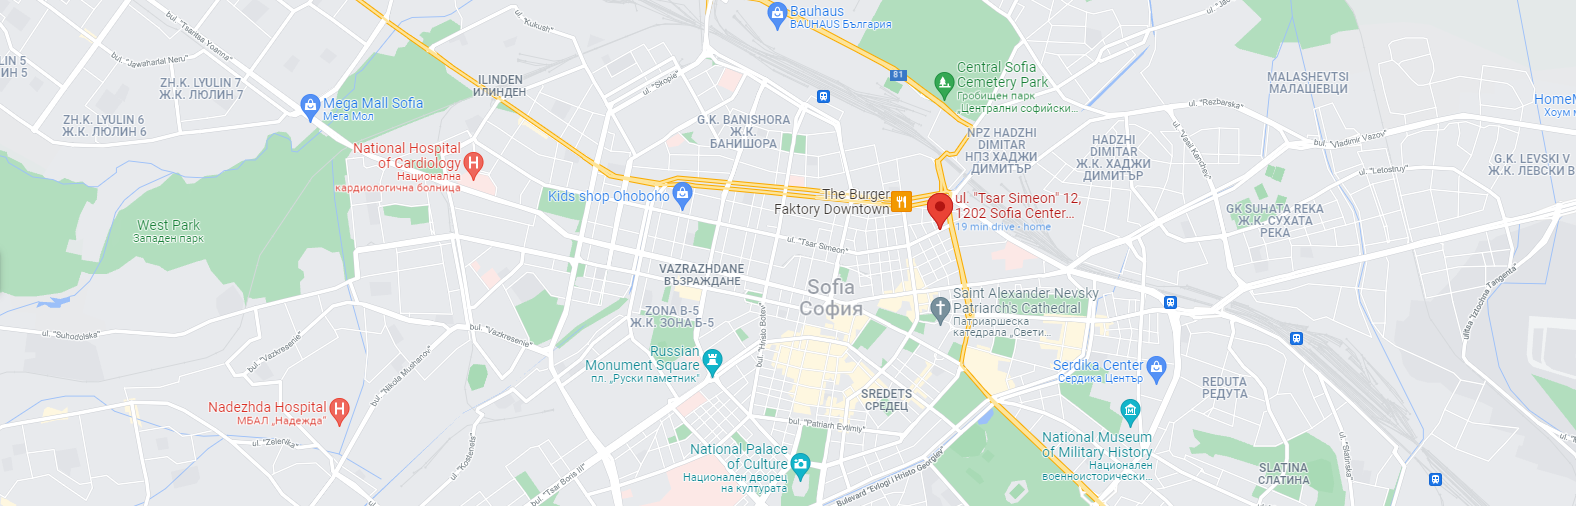 Bauhaus
BAUHAUS България
ul. "Kukush"
bul. "Tsaritsa Yoanna"
bul. "Jawaharlal Neru"
LIN 5
ИН 5
ZH.K. LYULIN 7
Ж.К. ЛЮЛИН 7
ILINDEN
ИЛИНДЕН
ul. "Skopie"
81
Central Sofia
Cemetery Park
Гробищен парк
„Централни софийски...
MALASHEVTSI
МАЛАШЕВЦИ
Mega Mall Sofia
Мега Мол
ul. "Rezbarska"
HomeM
Хоум м
ZH.K. LYULIN 6
Ж.К. ЛЮЛИН 6
G.K. BANISHORA
Ж.К.
БАНИШОРА
NPZ HADZHI
DIMITAR
НПЗ ХАДЖИ
ДИМИТЪР
HADZHI
DIMITAR
Ж.К. ХАДЖИ
ДИМИТЪР
ul. "Vasil Kanchev"
bul. "Vladimir Vazov"
National Hospital
of Cardiology
Национална
кардиологична болница
G.K. LEVSKI V
Ж.К. ЛЕВСКИ В
ul. "Letostruy"
Kids shop Ohoboho
The Burger
Faktory Downtown
ul. "Tsar Simeon" 12,
1202 Sofia Center...
19 min drive - home
West Park
Западен парк
GK SUHATA REKA
Ж.К. СУХАТА
РЕКА
ul. "Tsar Simeon"
VAZRAZHDANE
ВЪЗРАЖДАНЕ
Sofia
София
Saint Alexander Nevsky
Patriarch's Cathedral
Патриаршеска
катедрала „Свети...
ulitsa "Iztochna Tangenta"
ZONA B-5
Ж.К. ЗОНА Б-5
bul. "Hristo Botev"
ul. "Suhodolska"
bul. "Vazkresenie"
bul. "Vazkresenie"
Russian
Monument Square
пл. „Руски паметник"
bul. "Nikola Mushanov"
Serdika Center
Сердика Център
REDUTA
РЕДУТА
SREDETS
СРЕДЕЦ
Nadezhda Hospital
МБАЛ „Надежда"
bul. "Patriarh Evtimiy"
National Museum
of Military History
Национален
военноисторически...
ul. "Zelenika"
ul. "Kostenets"
bul. "Tsar Boris III"
National Palace
of Culture
Национален дворец
на културата
Bulevard "Evlogi i Hristo Georgiev"
SLATINA
СЛАТИНА
ul. "Slatinska"